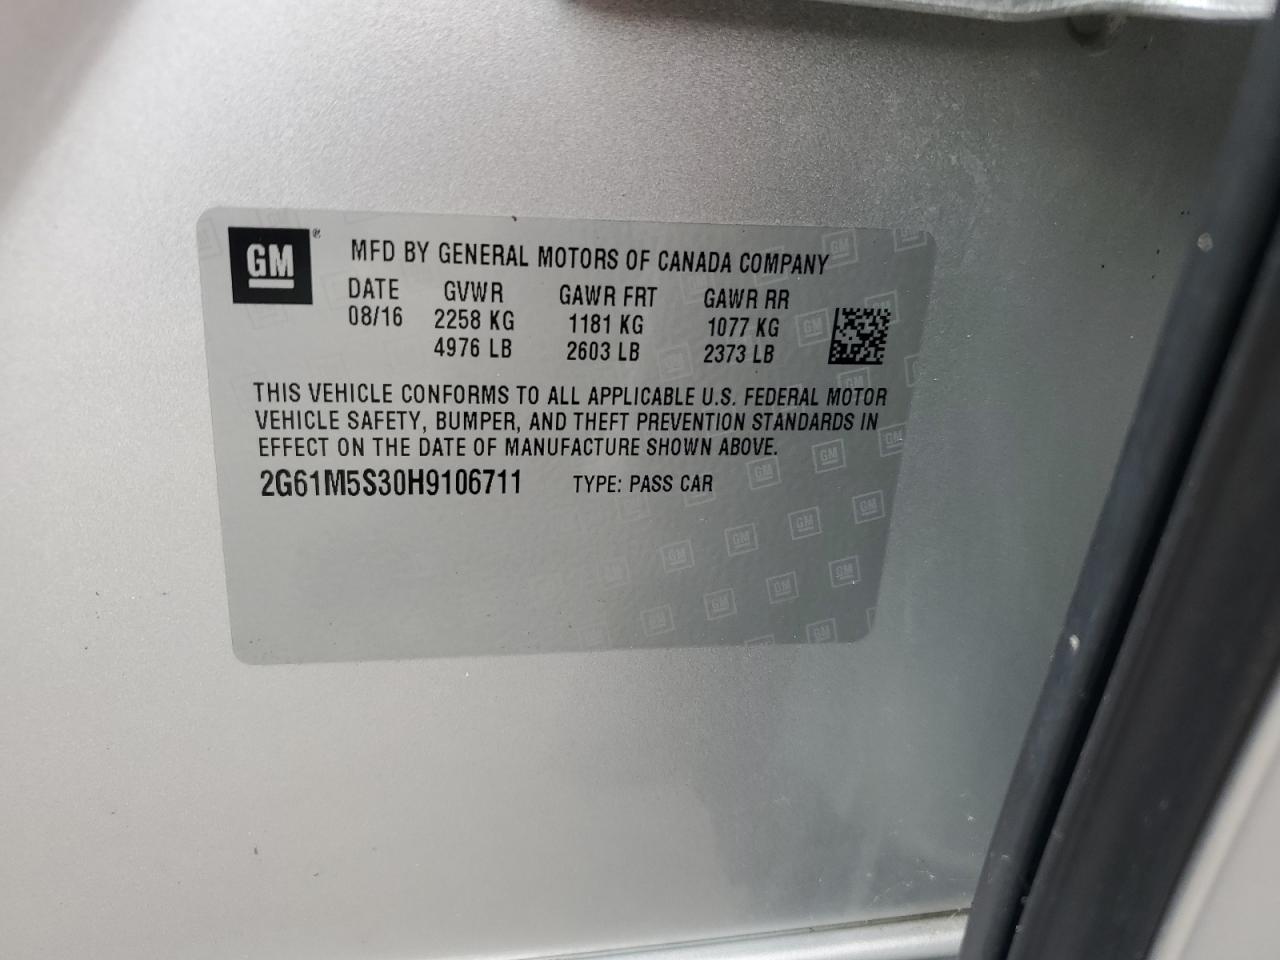 GM®
MFD BY GENERAL MOTORS OF CANADA COMPANY
DATE GVWR GAWR FRT GAWR RR
08/16 2258 KG 1181 KG 1077 KG
4976 LB 2603 LB 2373 LB
THIS VEHICLE CONFORMS TO ALL APPLICABLE U.S. FEDERAL MOTOR
VEHICLE SAFETY, BUMPER, AND THEFT PREVENTION STANDARDS IN
EFFECT ON THE DATE OF MANUFACTURE SHOWN ABOVE.
2G61M5S30H9106711 TYPE: PASS CAR